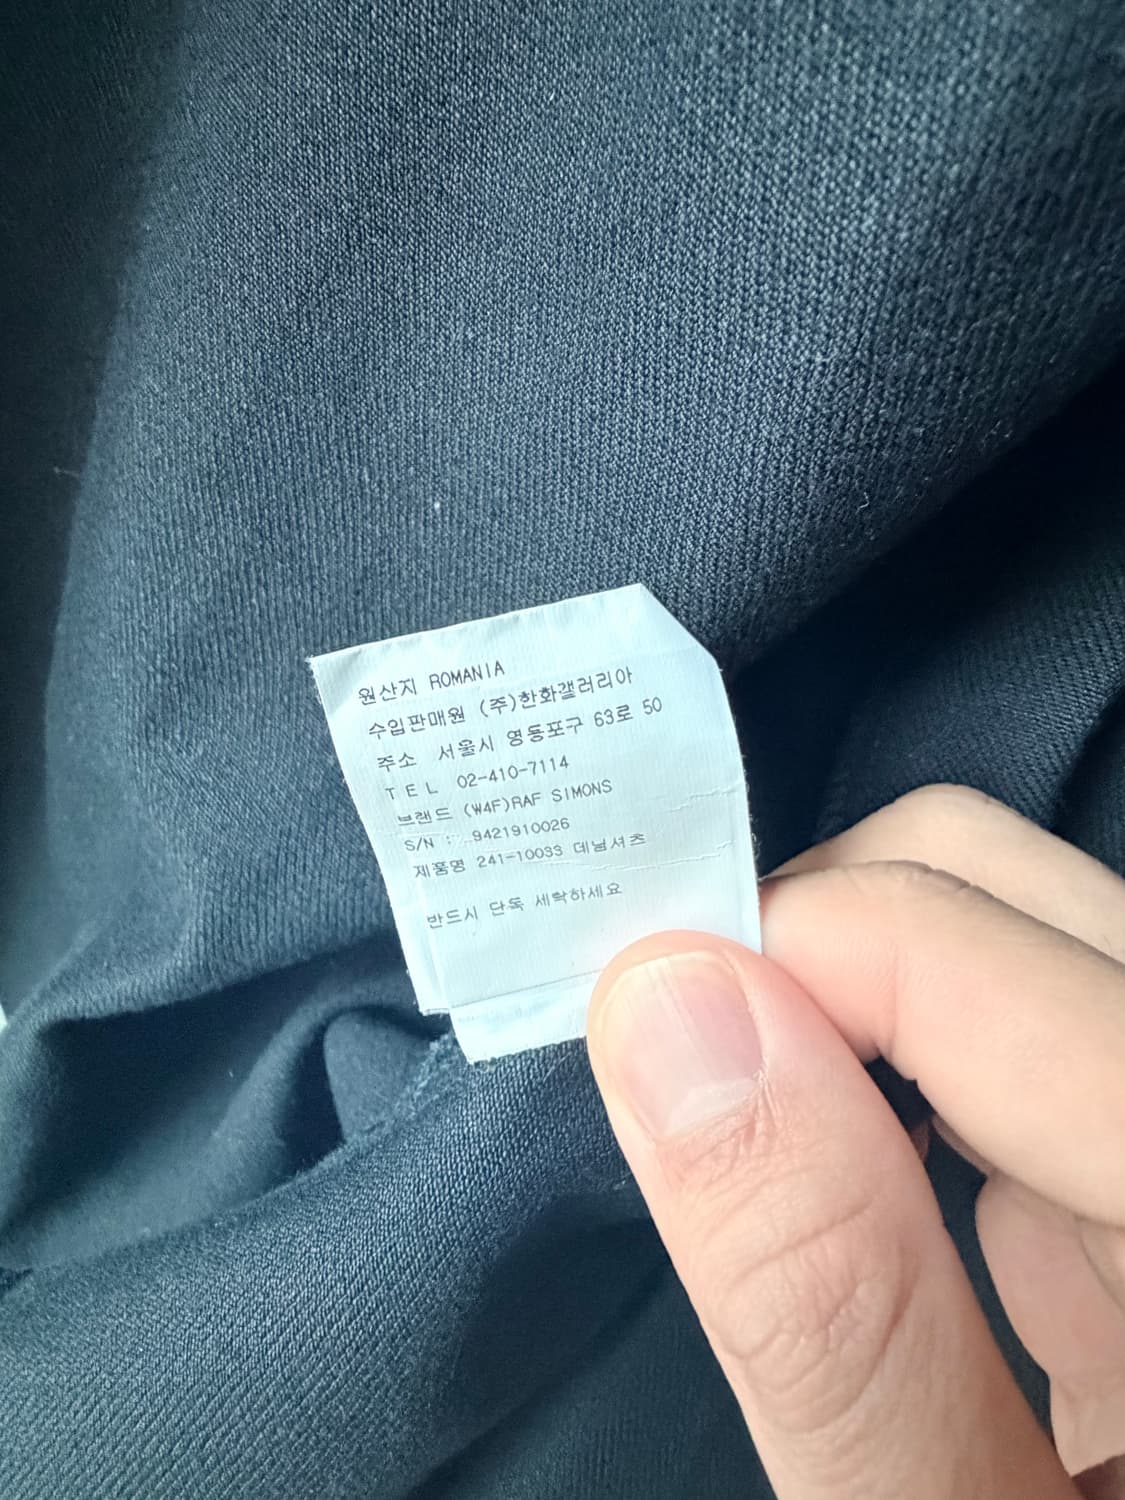 원산지 ROMANIA
수입판매원 (주)한화갤러리아
주소 서울시 영등포구 63로 50
TEL 02-410-7114
브랜드 (W4F)RAF SIMONS
S/N : 9421910026
제품명 241-10033 데님셔츠
반드시 단독 세탁하세요